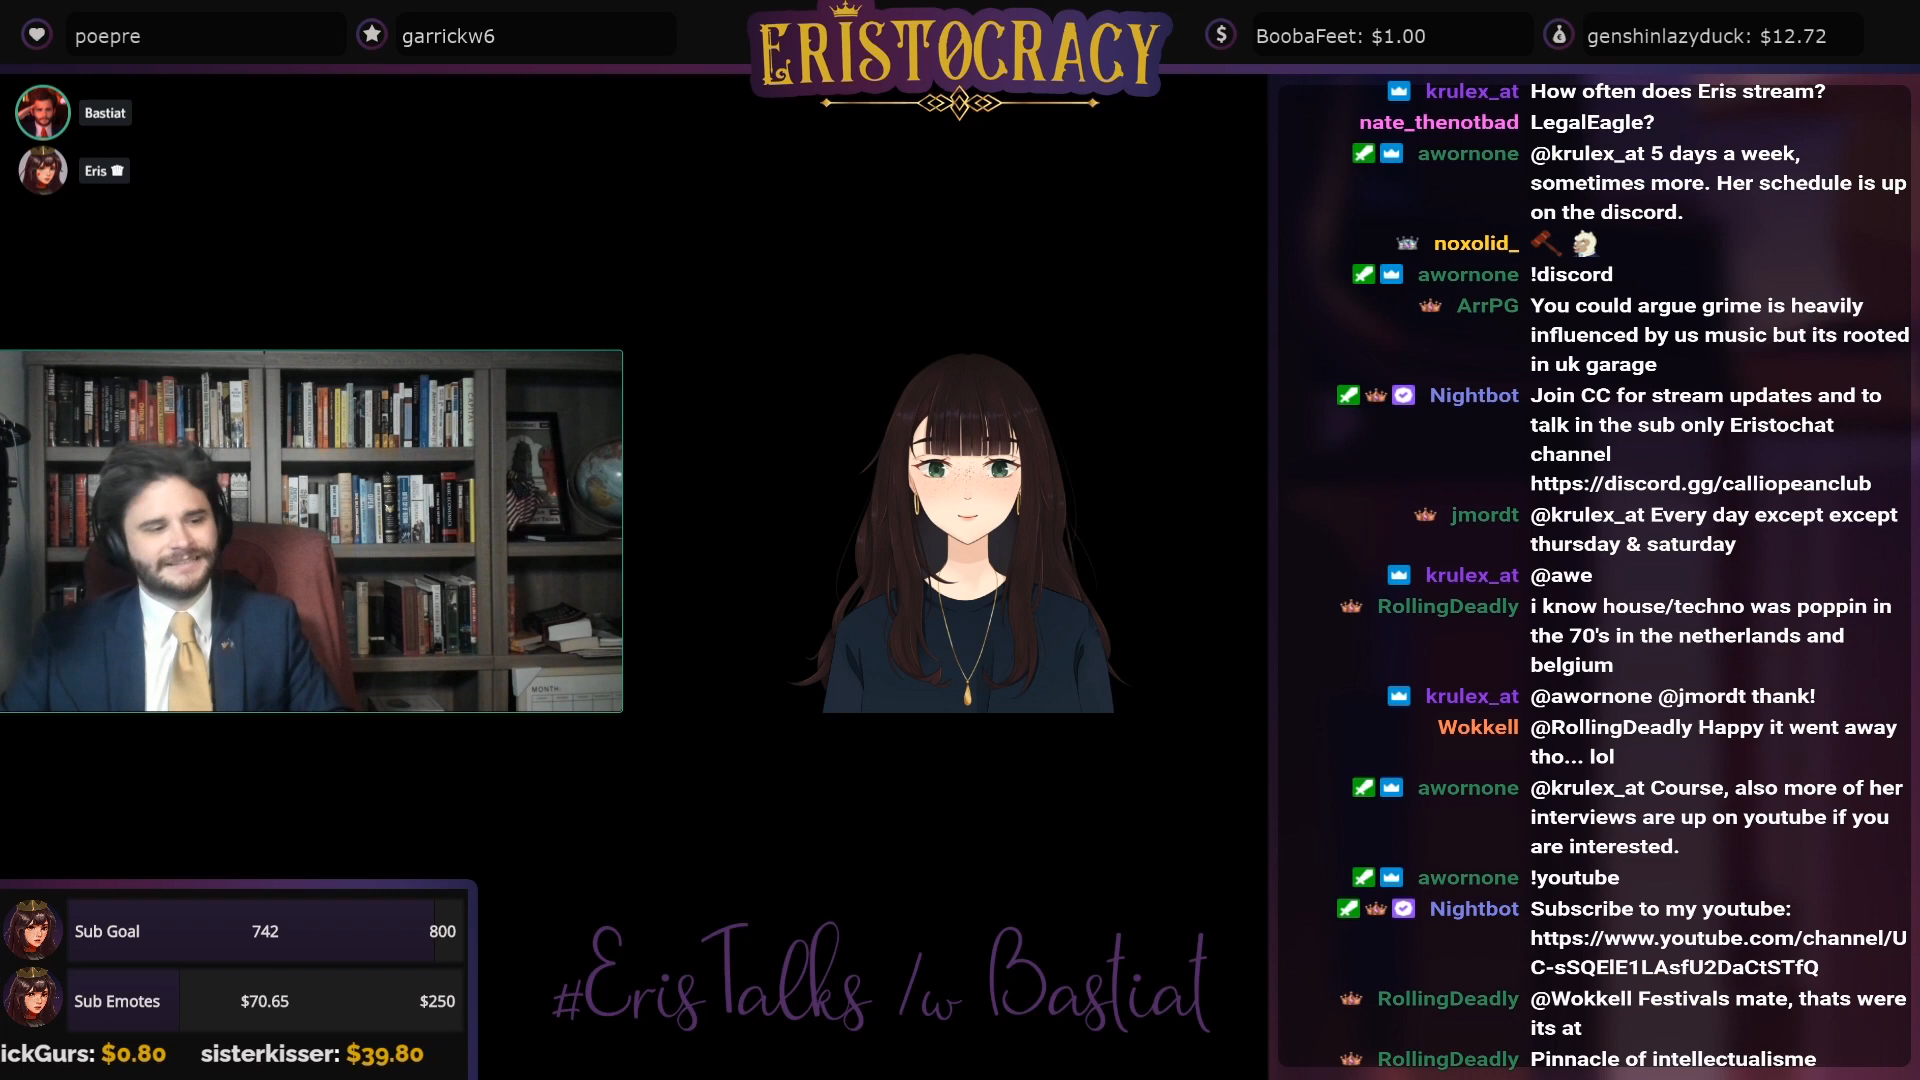 poepre
garrickw6
ERISTOCRACY
BoobaFeet: $1.00
genshinlazyduck: $12.72
Bastiat
Eris
MONTH:
Sub Goal 742 800
Sub Emotes $70.65 $250
ickGurs: $0.80 sisterkisser: $39.80
#ErisTalks /w Bastiat
krulex_at How often does Eris stream?
nate_thenotbad LegalEagle?
awornone @krulex_at 5 days a week,
sometimes more. Her schedule is up
on the discord.
noxolid_
awornone !discord
ArrPG You could argue grime is heavily
influenced by us music but its rooted
in uk garage
Nightbot Join CC for stream updates and to
talk in the sub only Eristochat
channel
https://discord.gg/calliopeanclub
jmordt @krulex_at Every day except except
thursday & saturday
krulex_at @awe
RollingDeadly i know house/techno was poppin in
the 70's in the netherlands and
belgium
krulex_at @awornone @jmordt thank!
Wokkell @RollingDeadly Happy it went away
tho... lol
awornone @krulex_at Course, also more of her
interviews are up on youtube if you
are interested.
awornone !youtube
Nightbot Subscribe to my youtube:
https://www.youtube.com/channel/U
C-sSQElE1LAsfU2DaCtSTfQ
RollingDeadly @Wokkell Festivals mate, thats were
its at
RollingDeadly Pinnacle of intellectualisme